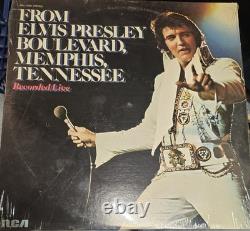 FROM
ELVIS PRESLEY
BOULEVARD,
MEMPHIS,
TENNESSEE
Recorded Live
RCA